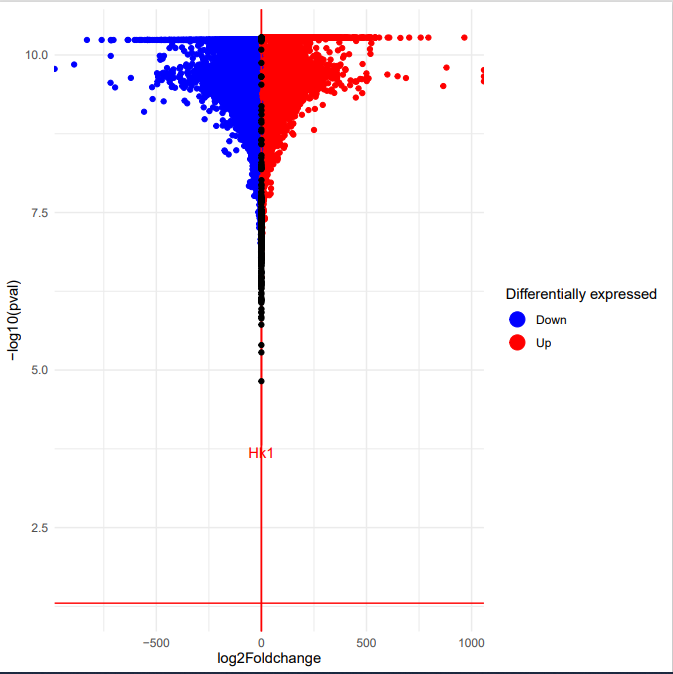 10.0
7.5
5.0
2.5
−log10(pval)
Hk1
−500
0
500
1000
log2Foldchange
Differentially expressed
Down
Up